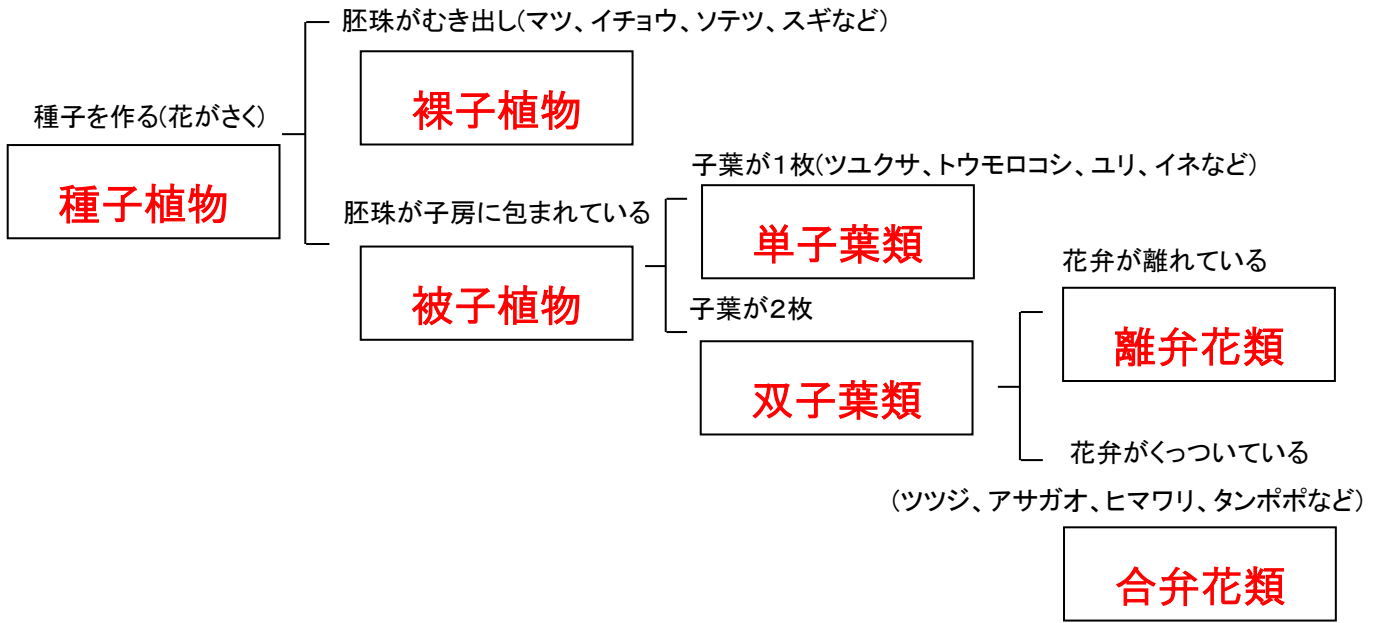 胚珠がむき出し(マツ、イチョウ、ソテツ、スギなど)
裸子植物
種子を作る(花がさく)
種子植物
胚珠が子房に包まれている
被子植物
子葉が1枚(ツユクサ、トウモロコシ、ユリ、イネなど)
単子葉類
子葉が2枚
双子葉類
花弁が離れている
離弁花類
花弁がくっついている
(ツツジ、アサガオ、ヒマワリ、タンポポなど)
合弁花類